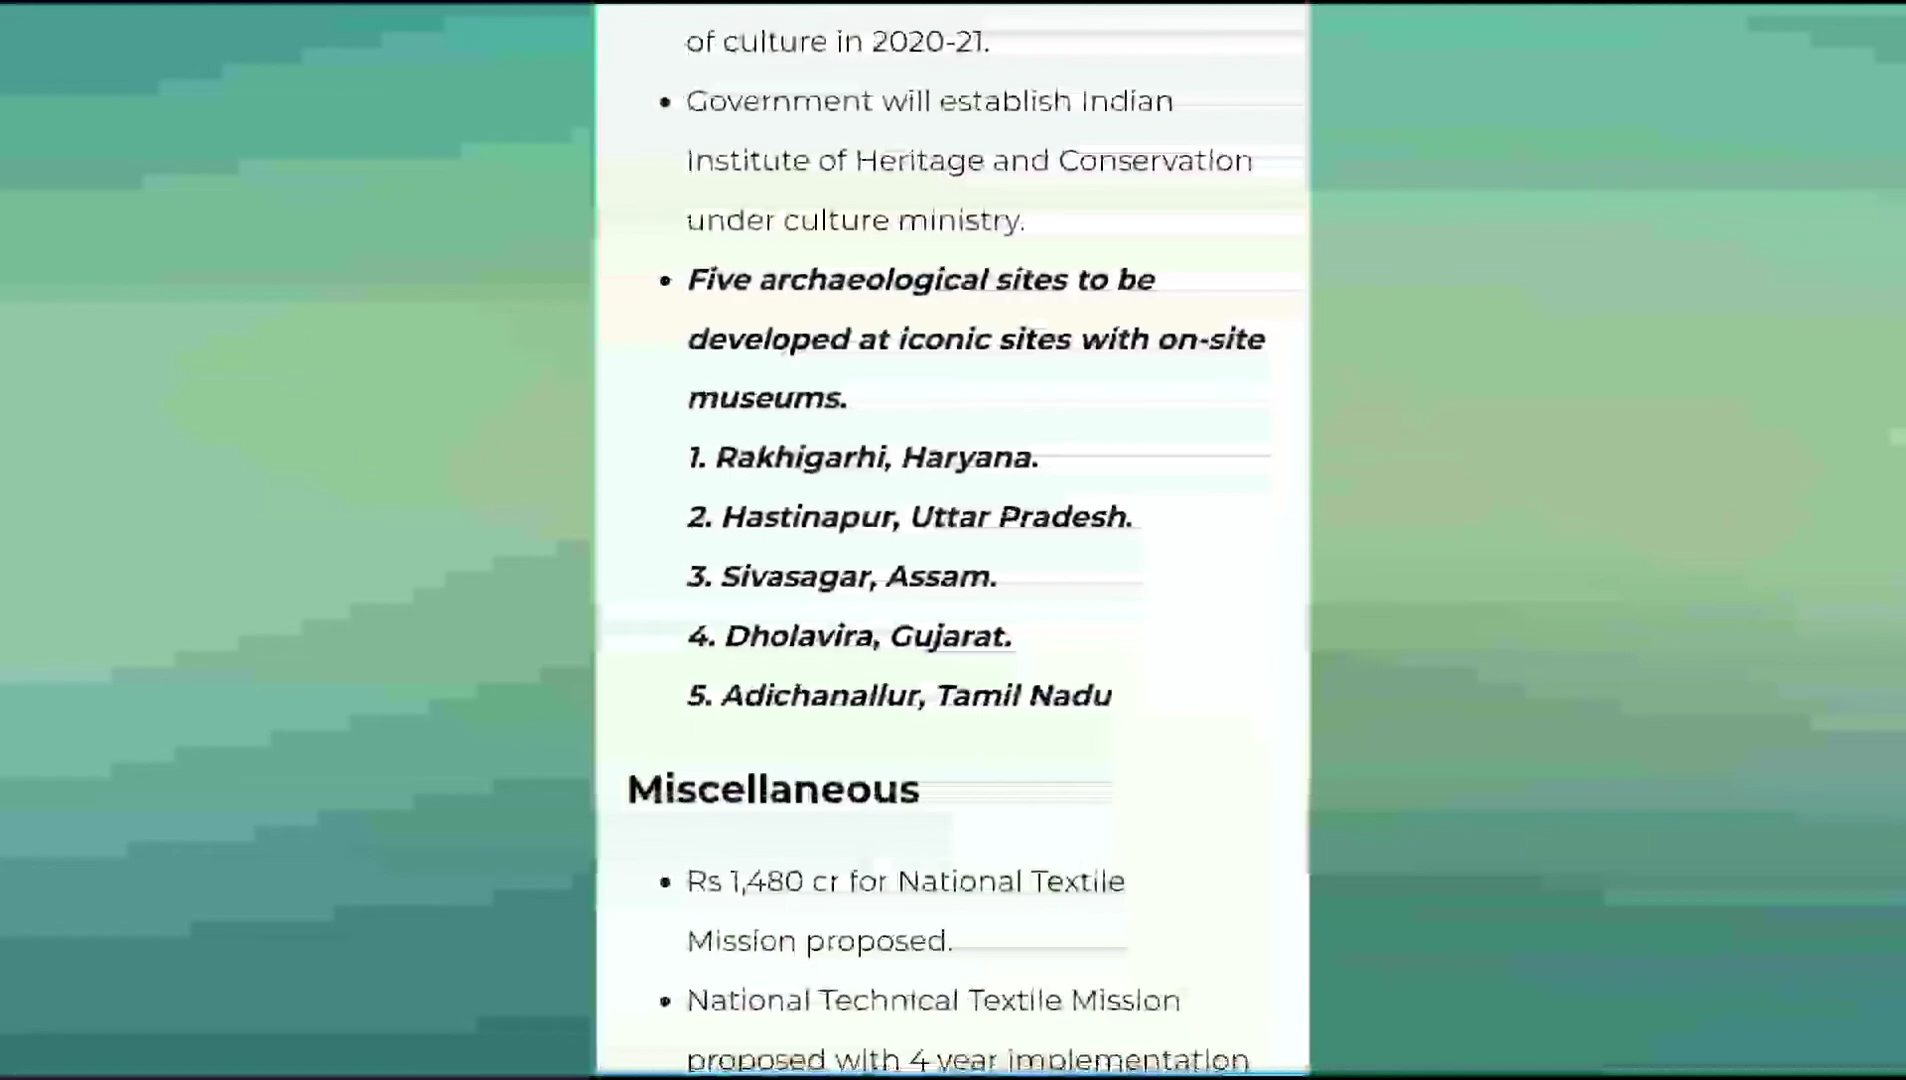 of culture in 2020-21.
• Government will establish Indian
Institute of Heritage and Conservation
under culture ministry.
• Five archaeological sites to be
developed at iconic sites with on-site
museums.
1. Rakhigarhi, Haryana.
2. Hastinapur, Uttar Pradesh.
3. Sivasagar, Assam.
4. Dholavira, Gujarat.
5. Adichanallur, Tamil Nadu
Miscellaneous
• Rs 1,480 cr for National Textile
Mission proposed.
• National Technical Textile Mission
proposed with 4 year implementation